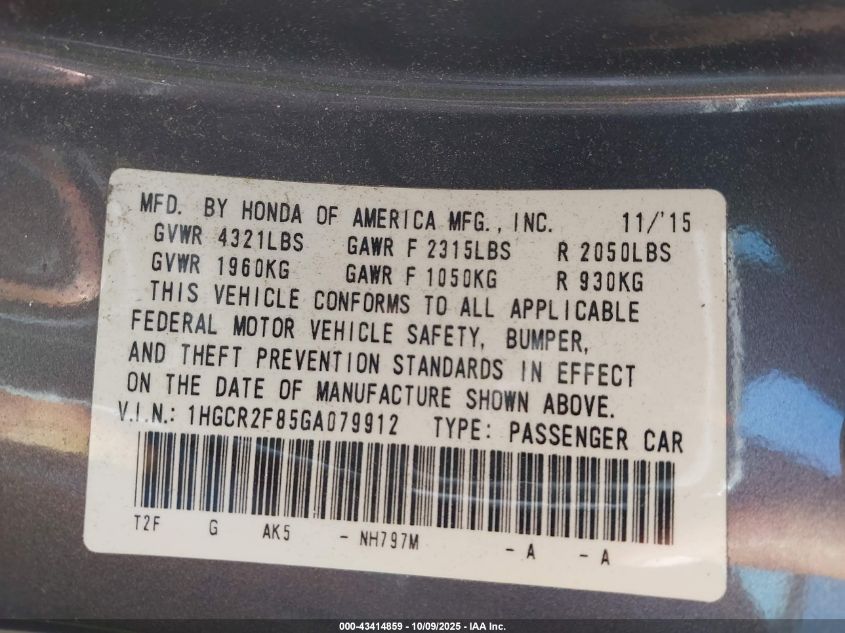 MFD. BY HONDA OF AMERICA MFG., INC. 11/'15
GVWR 4321LBS GAWR F 2315LBS R 2050LBS
GVWR 1960KG GAWR F 1050KG R 930KG
THIS VEHICLE CONFORMS TO ALL APPLICABLE
FEDERAL MOTOR VEHICLE SAFETY, BUMPER,
AND THEFT PREVENTION STANDARDS IN EFFECT
ON THE DATE OF MANUFACTURE SHOWN ABOVE.
V.I.N.: 1HGCR2F85GA079912 TYPE: PASSENGER CAR
T2F G AK5 - NH797M - A - A
000-43414859 - 10/09/2025 - IAA Inc.